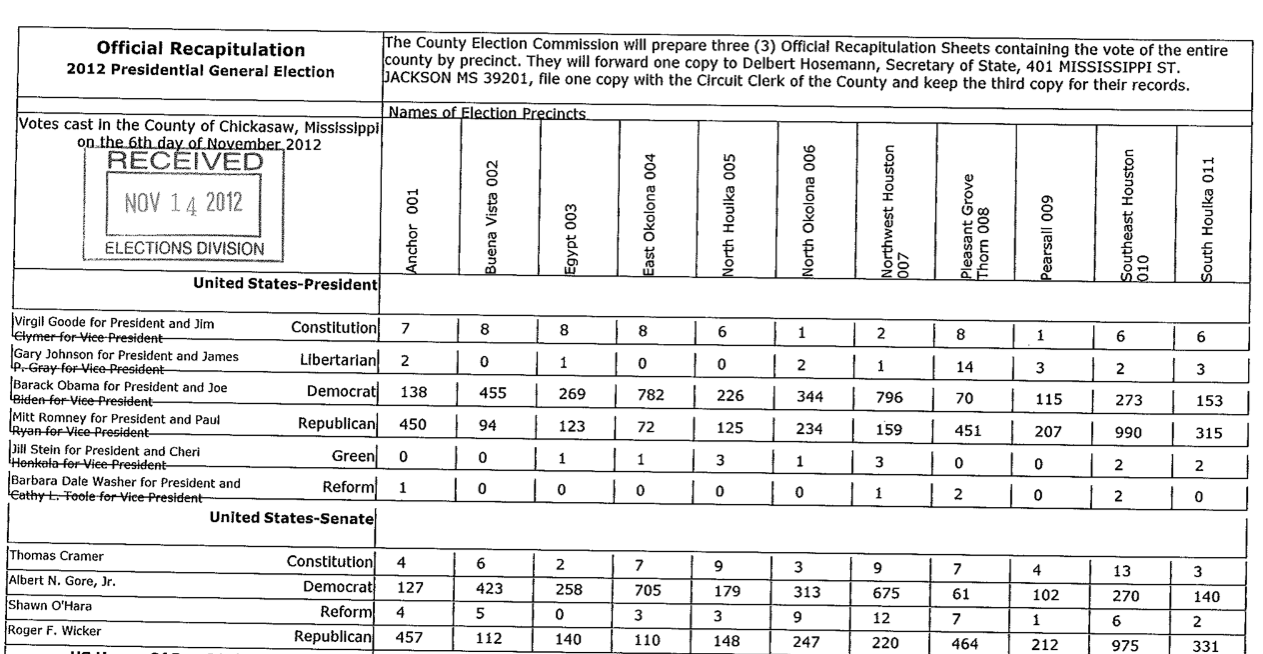 Official Recapitulation
2012 Presidential General Election
The County Election Commission will prepare three (3) Official Recapitulation Sheets containing the vote of the entire
county by precinct. They will forward one copy to Delbert Hosemann, Secretary of State, 401 MISSISSIPPI ST.
JACKSON MS 39201, file one copy with the Circuit Clerk of the County and keep the third copy for their records.
Names of Election Precincts
Votes cast in the County of Chickasaw, Mississippi
on the 6th day of November 2012
RECEIVED
NOV 14 2012
ELECTIONS DIVISION
Anchor 001
Buena Vista 002
Egypt 003
East Okolona 004
North Houlka 005
North Okolona 006
Northwest Houston
007
Pleasant Grove
Thorn 008
Pearsall 009
Southeast Houston
010
South Houlka 011
United States-President
Virgil Goode for President and Jim
Clymer for Vice President
Constitution 7 8 8 8 6 1 2 8 1 6 6
Gary Johnson for President and James
P. Gray for Vice President
Libertarian 2 0 1 0 0 2 1 14 3 2 3
Barack Obama for President and Joe
Biden for Vice President
Democrat 138 455 269 782 226 344 796 70 115 273 153
Mitt Romney for President and Paul
Ryan for Vice President
Republican 450 94 123 72 125 234 159 451 207 990 315
Jill Stein for President and Cheri
Honkala for Vice President
Green 0 0 1 1 3 1 3 0 0 2 2
Barbara Dale Washer for President and
Cathy L. Toole for Vice President
Reform 1 0 0 0 0 0 1 2 0 2 0
United States-Senate
Thomas Cramer Constitution 4 6 2 7 9 3 9 7 4 13 3
Albert N. Gore, Jr. Democrat 127 423 258 705 179 313 675 61 102 270 140
Shawn O'Hara Reform 4 5 0 3 3 9 12 7 1 6 2
Roger F. Wicker Republican 457 112 140 110 148 247 220 464 212 975 331